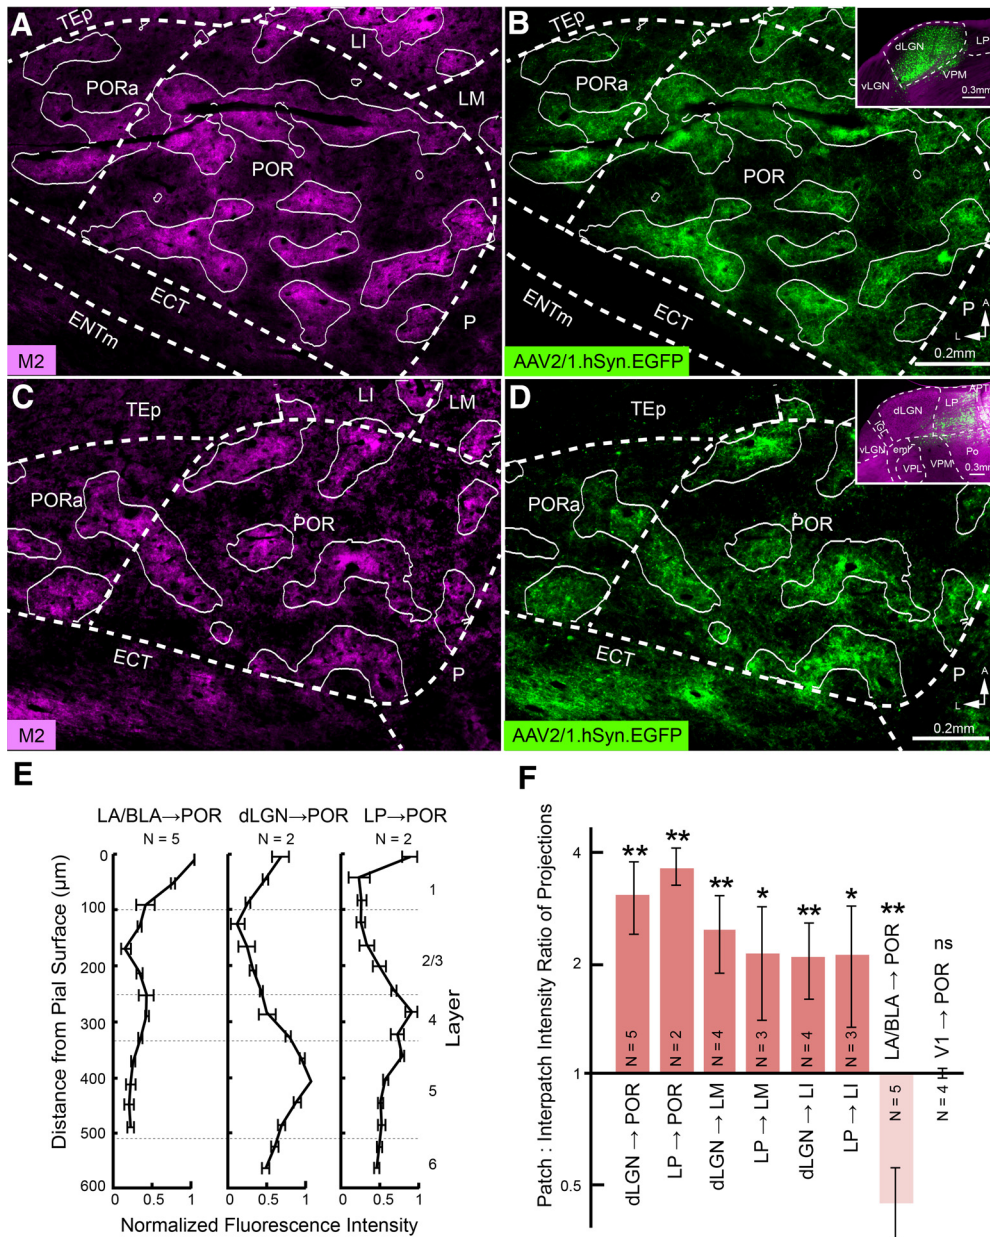 A
TEp
LI
PORa
LM
POR
ECT
ENTm
P
M2
B
TEp
LI
PORa
LM
POR
ECT
ENTm
P
dLGN
LP
vLGN
VPM
0.3mm
A
L
0.2mm
AAV2/1.hSyn.EGFP
C
TEp
LI
LM
PORa
POR
ECT
P
M2
D
TEp
LI
PORa
POR
ECT
P
APT
dLGN
LP
IGL
vLGN
eml
VPL
VPM
Po
0.3mm
A
L
0.2mm
AAV2/1.hSyn.EGFP
E
LA/BLA→POR
N = 5
dLGN→POR
N = 2
LP→POR
N = 2
Distance from Pial Surface (µm)
0
100
200
300
400
500
600
1
2/3
4
5
6
Layer
0 0.5 1
0 0.5 1
0 0.5 1
Normalized Fluorescence Intensity
F
Patch : Interpatch Intensity Ratio of Projections
4
2
1
0.5
**
**
**
*
**
*
**
ns
N = 5
N = 2
N = 4
N = 3
N = 4
N = 3
N = 5
N = 4
dLGN → POR
LP → POR
dLGN → LM
LP → LM
dLGN → LI
LP → LI
LA/BLA → POR
V1 → POR